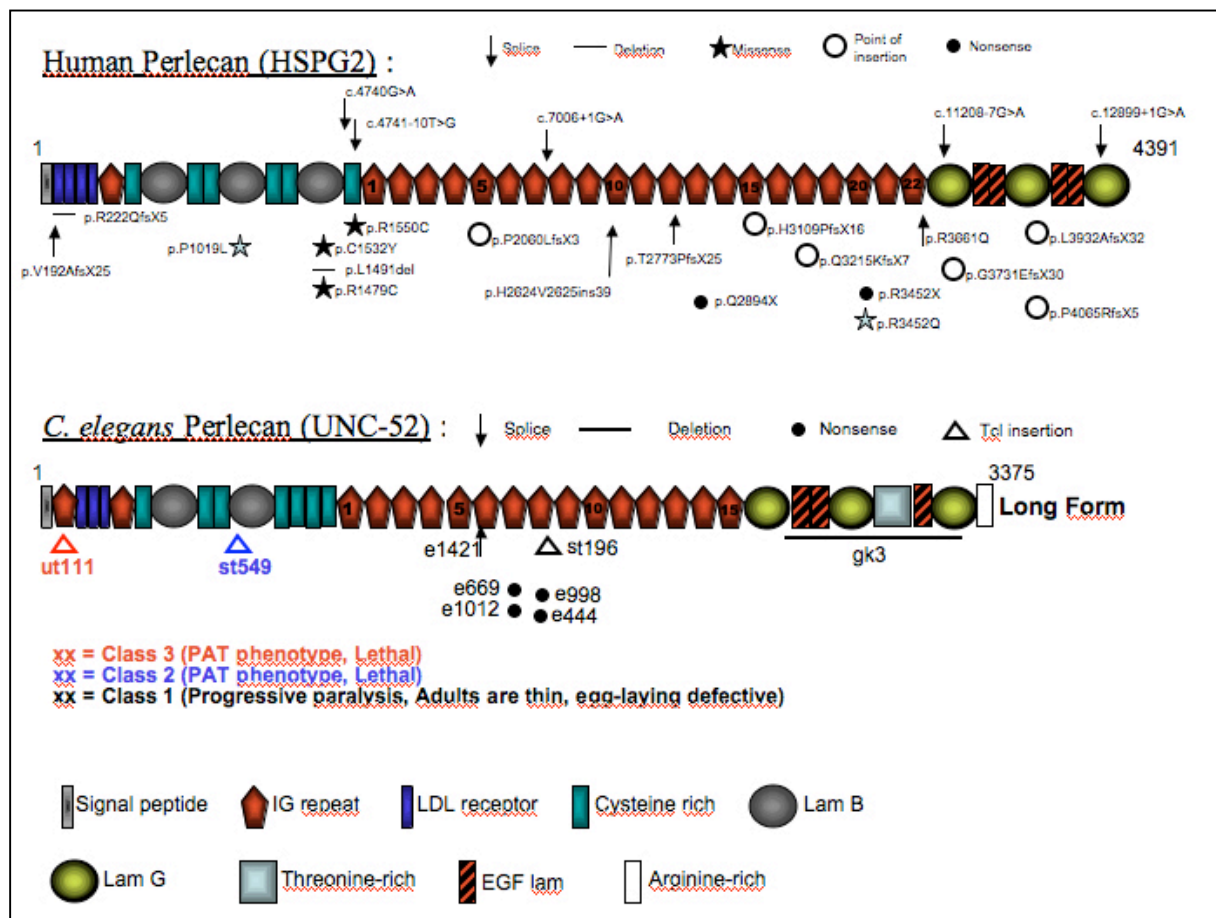 Human Perlecan (HSPG2) :
Splice
Deletion
Missense
Point of
insertion
Nonsense
c.4740G>A
c.4741-10T>G
c.7006+1G>A
c.11208-7G>A
c.12899+1G>A
1
4391
1
5
10
15
20
22
p.R222QfsX5
p.V192AfsX25
p.P1019L
p.R1550C
p.C1532Y
p.L1491del
p.R1479C
p.P2060LfsX3
p.H2624V2625ins39
p.T2773PfsX25
p.Q2894X
p.H3109PfsX16
p.Q3215KfsX7
p.R3452X
p.R3452Q
p.R3661Q
p.G3731EfsX30
p.L3932AfsX32
p.P4065RfsX5
C. elegans Perlecan (UNC-52) :
Splice
Deletion
Nonsense
Tcl insertion
1
3375
1
5
10
15
Long Form
ut111
st549
e1421
st196
gk3
e669
e998
e1012
e444
xx = Class 3 (PAT phenotype, Lethal)
xx = Class 2 (PAT phenotype, Lethal)
xx = Class 1 (Progressive paralysis, Adults are thin, egg-laying defective)
Signal peptide
IG repeat
LDL receptor
Cysteine rich
Lam B
Lam G
Threonine-rich
EGF lam
Arginine-rich